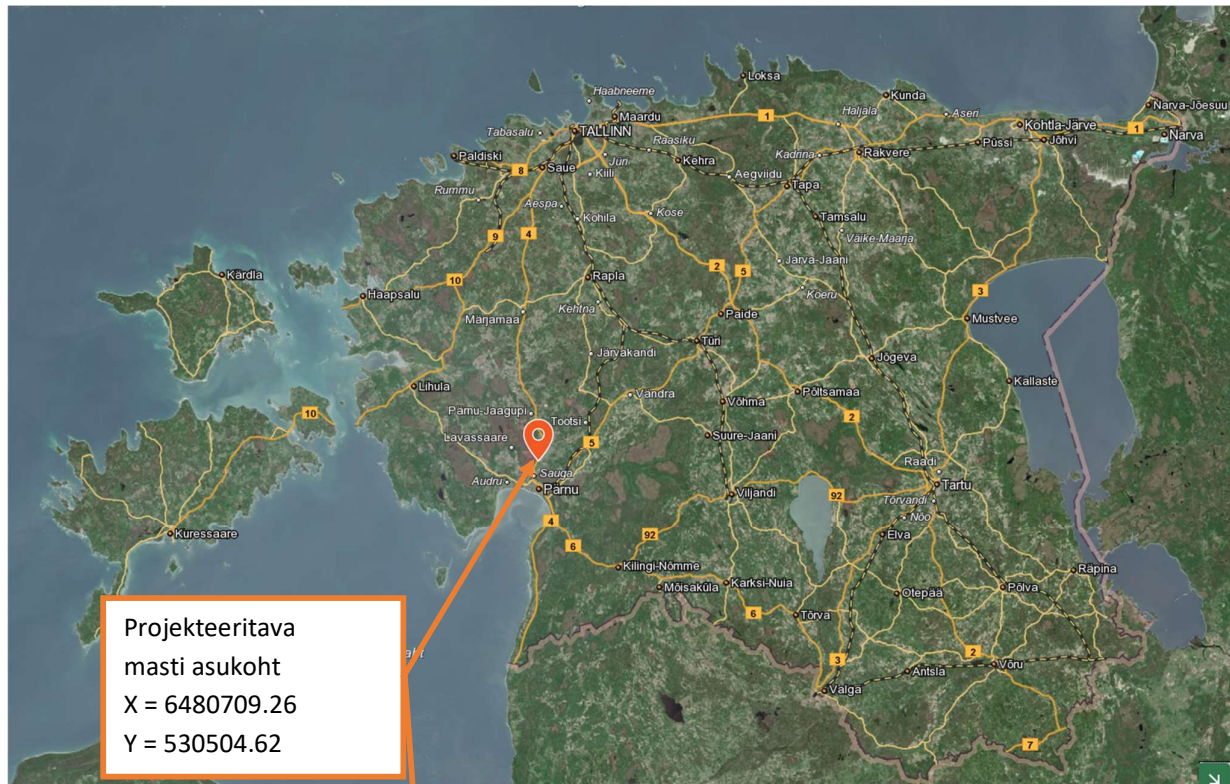 Loksa
Haabneeme
Maardu
1
Haljala
Kunda
Aseri
Narva-Jõesuu
Kohtla-Järve
1
Narva
Tabasalu
TALLINN
Raasiku
Kadrina
Rakvere
Püssi
Jõhvi
Paldiski
8
Saue
Jüri
Kiili
Kehra
Aegviidu
Tapa
Rummu
Aespa
Kohila
Kose
Tamsalu
9
4
Väike-Maarja
Kärdla
10
Haapsalu
Rapla
2
5
Järva-Jaani
Koeru
3
Märjamaa
Kehtna
Paide
Mustvee
Türi
Järvakandi
Jõgeva
Lihula
Vändra
Võhma
Põltsamaa
Kallaste
10
Pärnu-Jaagupi
Tootsi
2
Lavassaare
5
Suure-Jaani
Sauga
Raadi
Audru
Pärnu
Viljandi
92
Tartu
Tõrvandi
Nõo
Kuressaare
4
6
92
Elva
Kilingi-Nõmme
Räpina
Mõisaküla
Karksi-Nuia
Otepää
Põlva
6
Tõrva
Projekteeritava
masti asukoht
X = 6480709.26
Y = 530504.62
aht
3
2
Võru
Antsla
Valga
7